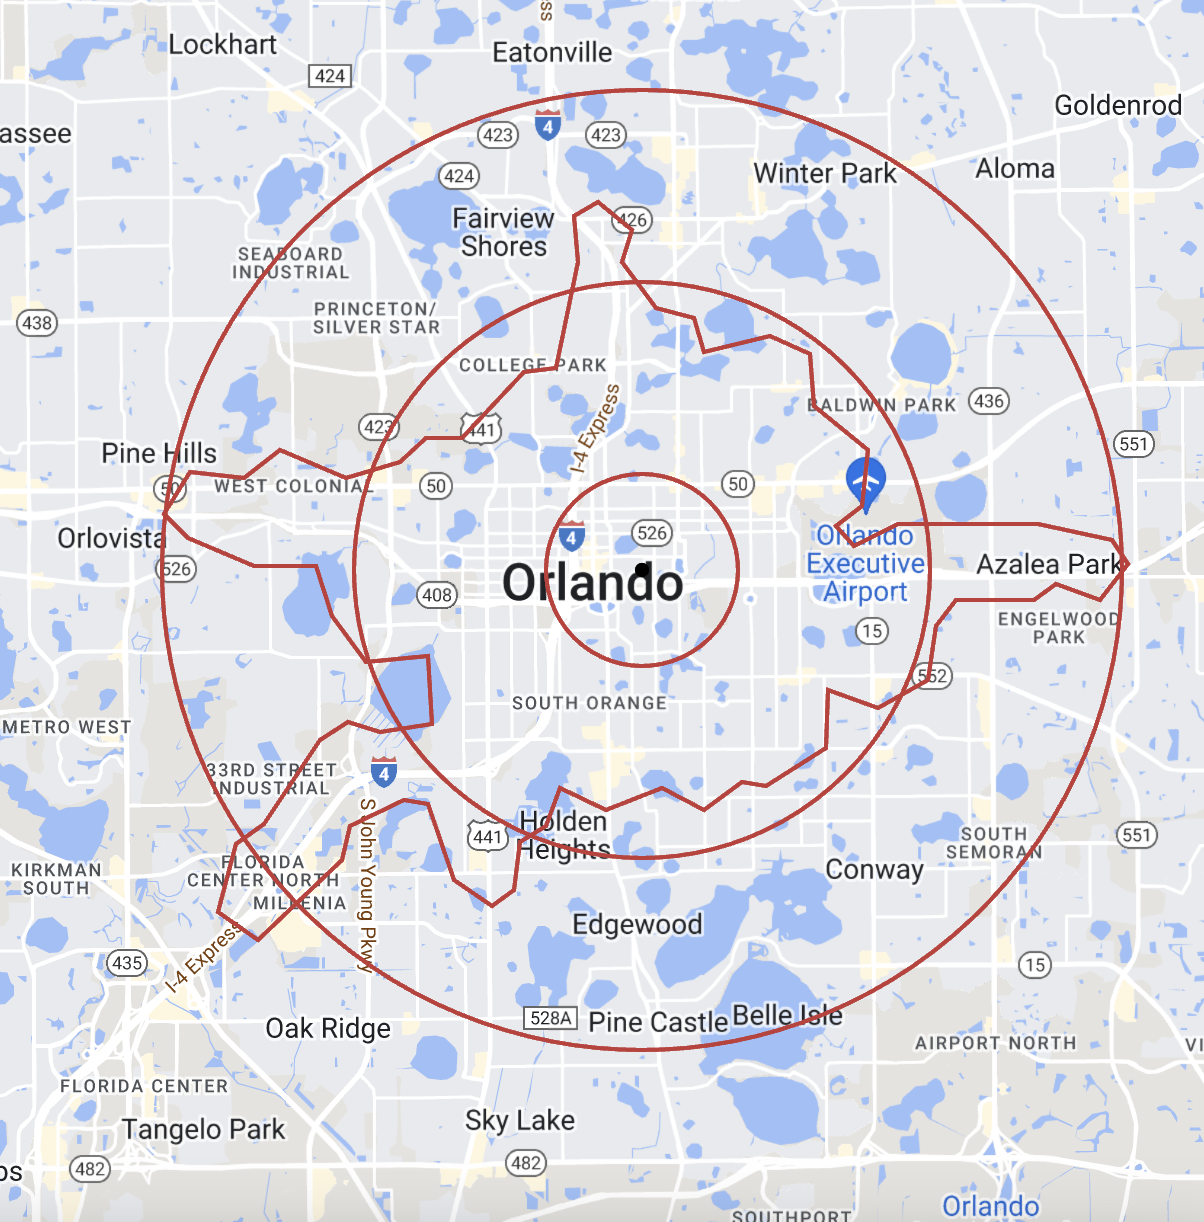 SS
Lockhart
Eatonville
424
Goldenrod
4
423
423
assee
Winter Park
Aloma
424
Fairview
Shores
426
SEABOARD
INDUSTRIAL
PRINCETON/
SILVER STAR
438
COLLEGE PARK
I-4 Express
BALDWIN PARK
436
423
441
551
Pine Hills
50
WEST COLONIAL
50
50
Orlovista
4
526
526
Orlando
Executive
Airport
Azalea Park
Orlando
408
ENGELWOOD
PARK
15
552
SOUTH ORANGE
METRO WEST
33RD STREET
INDUSTRIAL
4
S John Young Pkwy
441
Holden
Heights
SOUTH
SEMORAN
551
KIRKMAN
SOUTH
FLORIDA
CENTER NORTH
MILLENIA
Conway
Edgewood
I-4 Express
435
15
528A
Pine Castle
Belle Isle
Oak Ridge
AIRPORT NORTH
VI
FLORIDA CENTER
Tangelo Park
Sky Lake
os
482
482
Orlando
SOUTHPORT